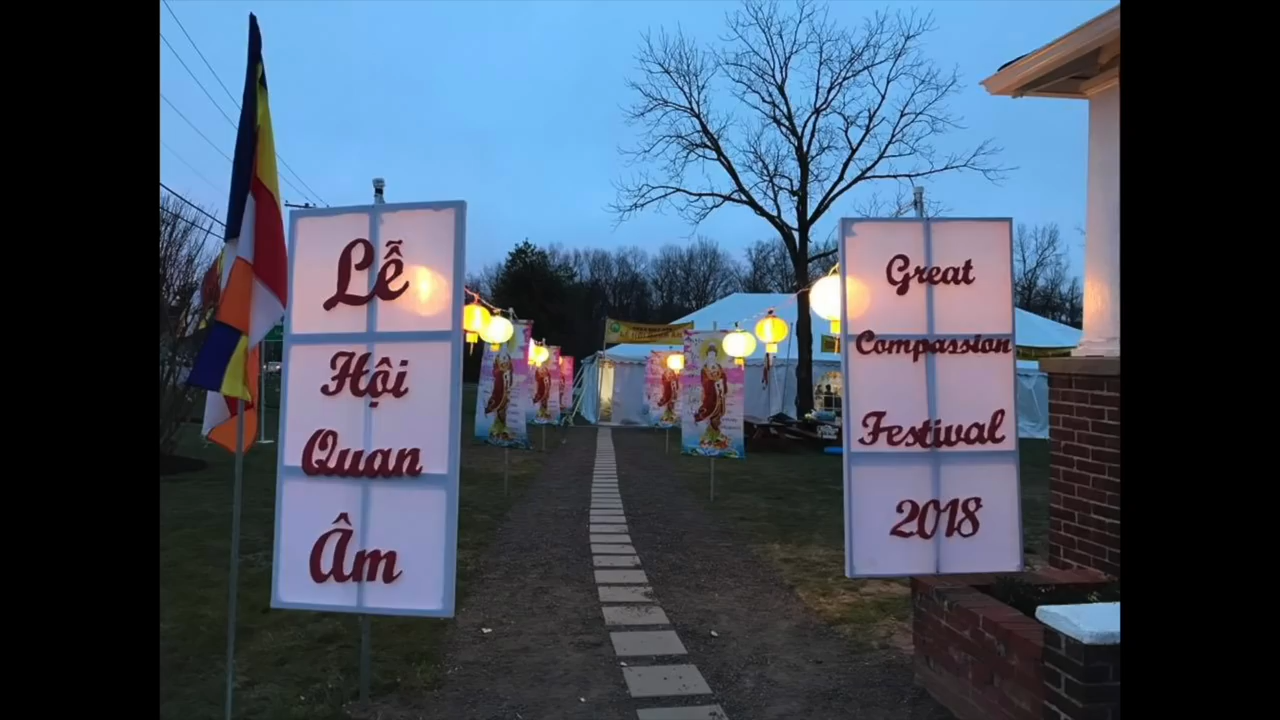 Lễ
Hội
Quan
Âm
Great
Compassion
Festival
2018